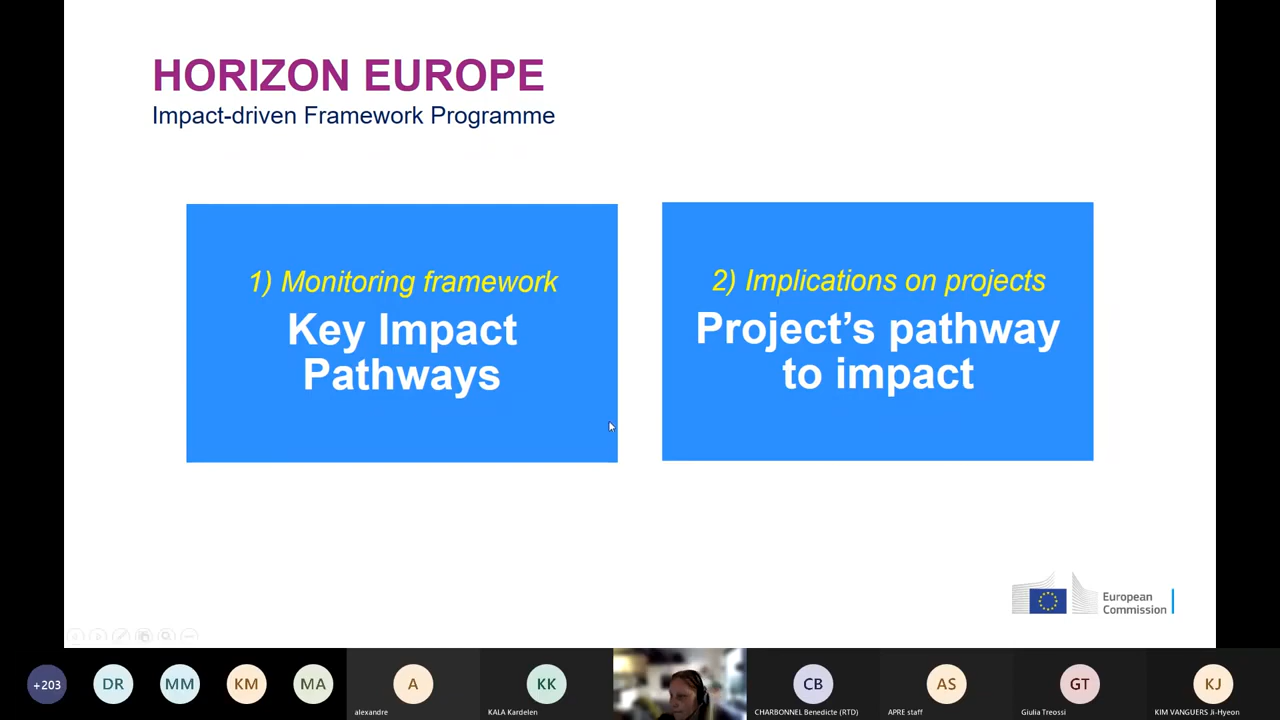 HORIZON EUROPE
Impact-driven Framework Programme
1) Monitoring framework
Key Impact
Pathways
2) Implications on projects
Project's pathway
to impact
European
Commission
+203
DR
MM
KM
MA
A
alexandre
KK
KALA Kardelen
CB
CHARBONNEL Benedicte (RTD)
AS
APRE staff
GT
Giulia Treossi
KJ
KIM VANGUERS Ji-Hyeon